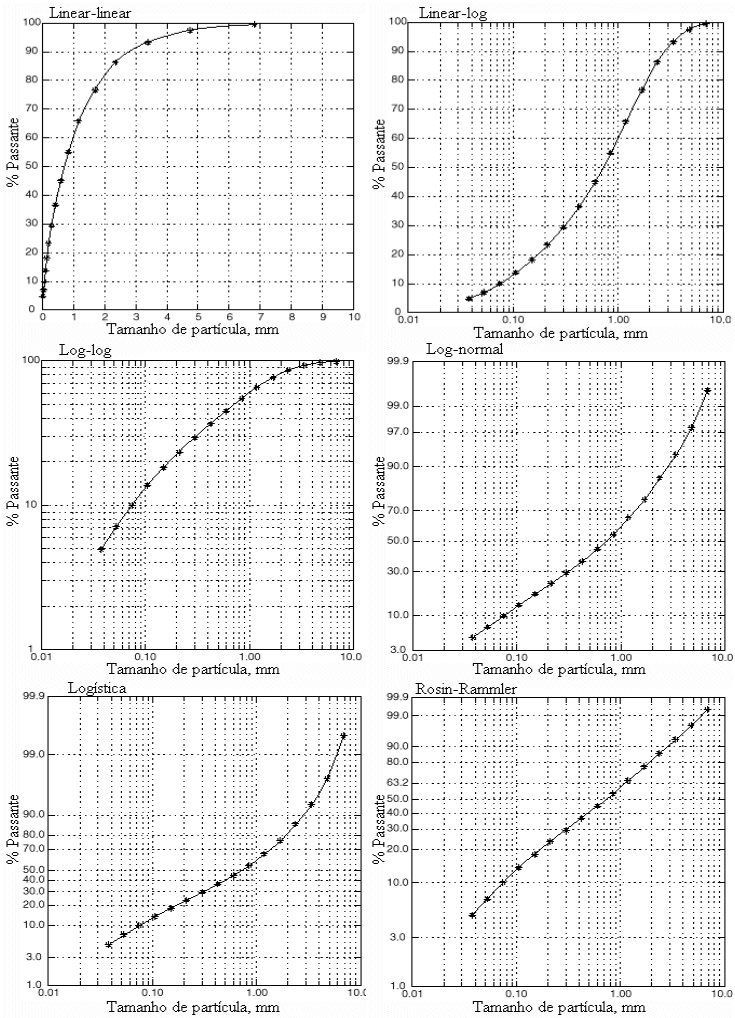 Linear-linear
% Passante
100
90
80
70
60
50
40
30
20
10
0
0 1 2 3 4 5 6 7 8 9 10
Tamanho de partícula, mm
Linear-log
% Passante
100
90
80
70
60
50
40
30
20
10
0
0.01 0.10 1.00 10.0
Tamanho de partícula, mm
Log-log
% Passante
100
10
1
0.01 0.10 1.00 10.0
Tamanho de partícula, mm
Log-normal
% Passante
99.9
99.0
97.0
90.0
70.0
50.0
30.0
10.0
3.0
0.01 0.10 1.00 10.0
Tamanho de partícula, mm
Logística
% Passante
99.9
99.0
90.0
80.0
70.0
50.0
40.0
30.0
20.0
10.0
3.0
1.0
0.01 0.10 1.00 10.0
Tamanho de partícula, mm
Rosin-Rammler
% Passante
99.9
99.0
90.0
80.0
63.2
50.0
40.0
30.0
20.0
10.0
3.0
1.0
0.01 0.10 1.00 10.0
Tamanho de partícula, mm